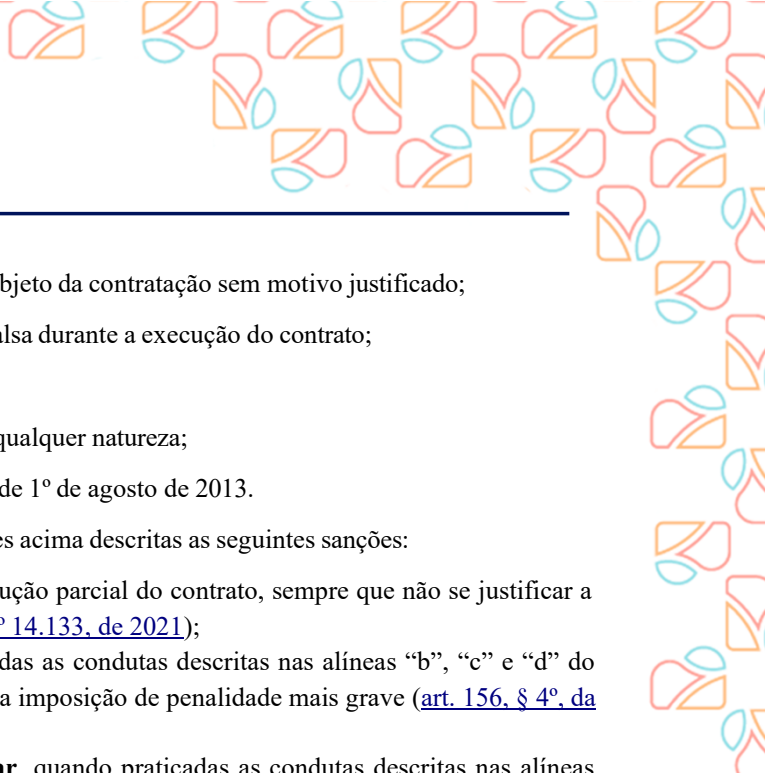 bjeto da contratação sem motivo justificado;
alsa durante a execução do contrato;
qualquer natureza;
de 1º de agosto de 2013.
es acima descritas as seguintes sanções:
ução parcial do contrato, sempre que não se justificar a
º 14.133, de 2021);
das as condutas descritas nas alíneas “b”, “c” e “d” do
a imposição de penalidade mais grave (art. 156, § 4º, da
ar, quando praticadas as condutas descritas nas alíneas